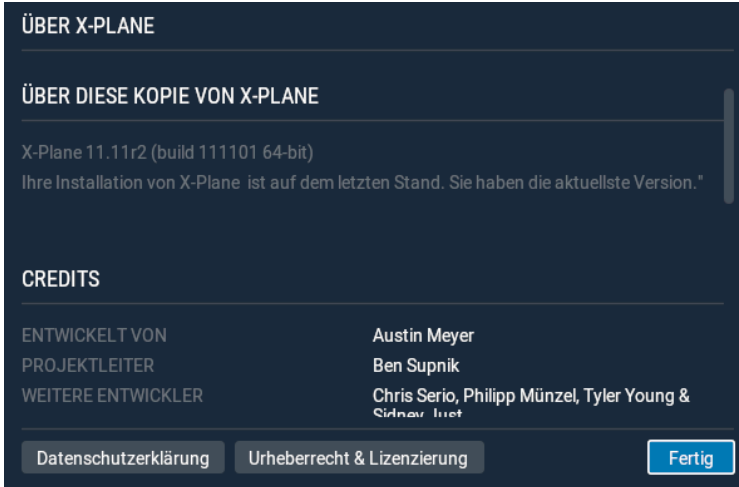 ÜBER X-PLANE
ÜBER DIESE KOPIE VON X-PLANE
X-Plane 11.11r2 (build 111101 64-bit)
Ihre Installation von X-Plane ist auf dem letzten Stand. Sie haben die aktuellste Version."
CREDITS
ENTWICKELT VON Austin Meyer
PROJEKTLEITER Ben Supnik
WEITERE ENTWICKLER Chris Serio, Philipp Münzel, Tyler Young &
Sidney Just
Datenschutzerklärung Urheberrecht & Lizenzierung Fertig